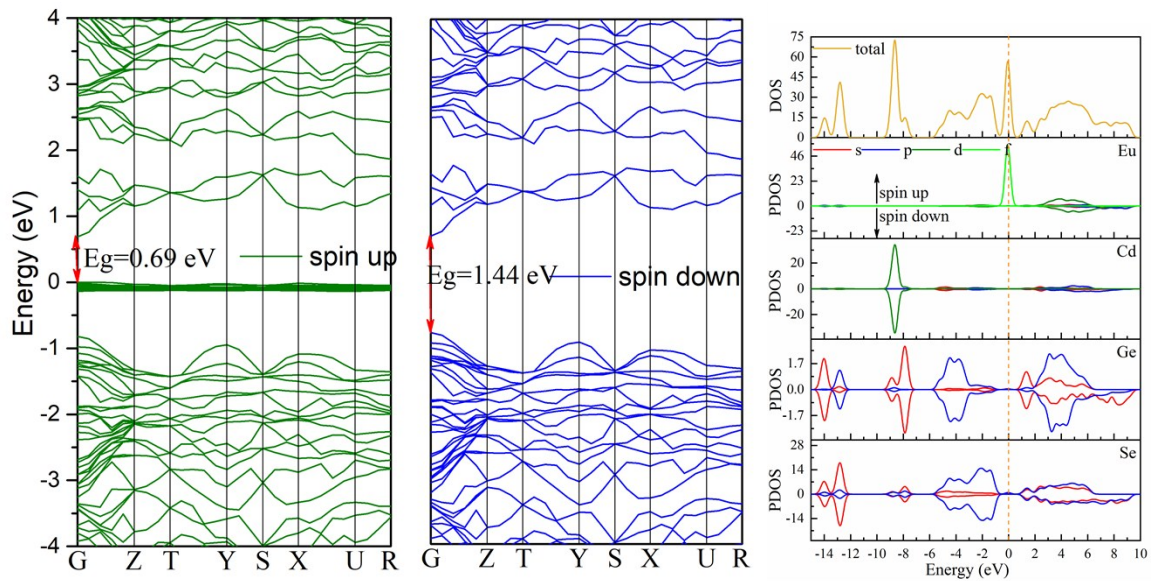 Energy (eV)
4
3
2
1
0
-1
-2
-3
-4
Eg=0.69 eV
spin up
G Z T Y S X U R
Eg=1.44 eV
spin down
G Z T Y S X U R
75
60
45
30
15
0
DOS
total
46
23
0
-23
PDOS
s p d f
Eu
spin up
spin down
20
0
-20
PDOS
Cd
1.7
0.0
-1.7
PDOS
Ge
28
14
0
-14
PDOS
Se
-15 -14 -12 -10 -8 -6 -4 -2 0 2 4 6 8 10
Energy (eV)